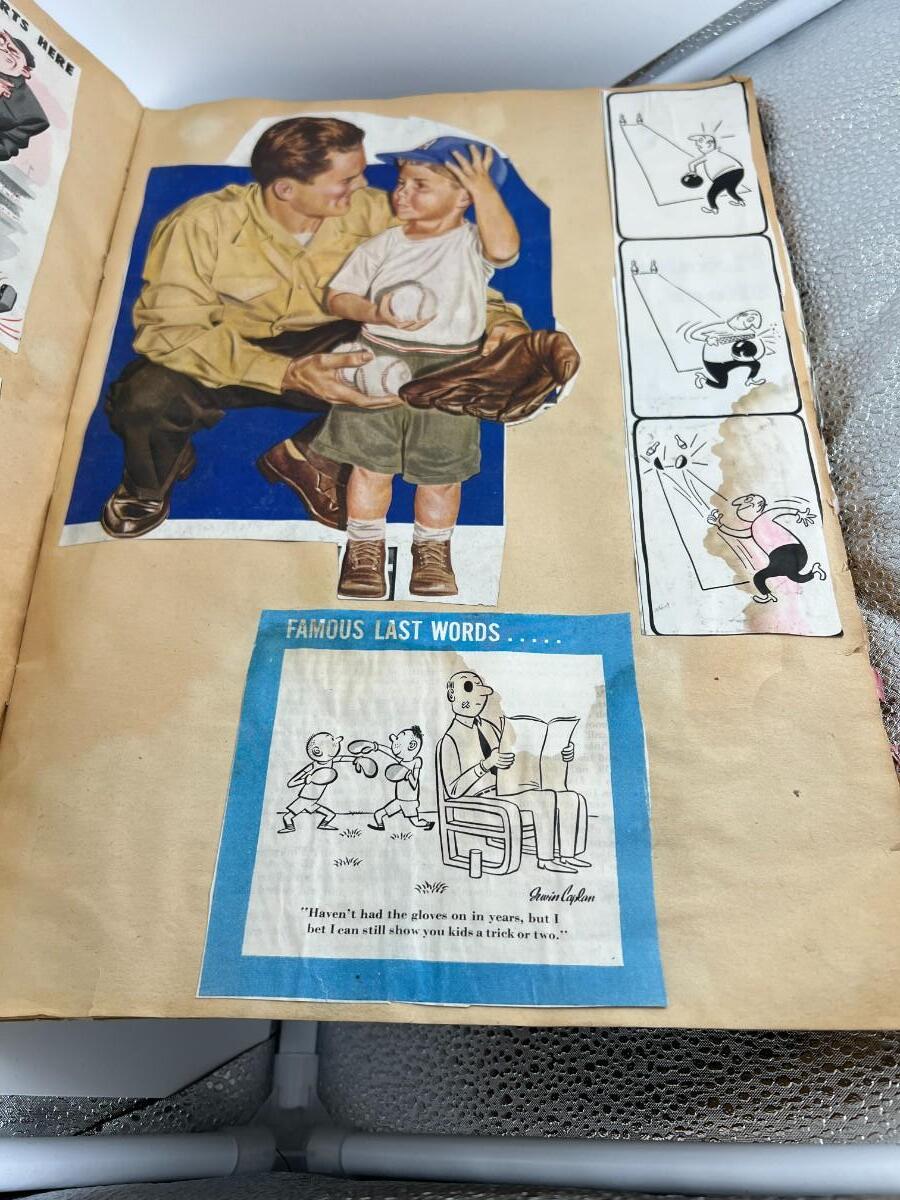 RTS HERE
FAMOUS LAST WORDS.....
Irwin Caplan
"Haven't had the gloves on in years, but I
bet I can still show you kids a trick or two."